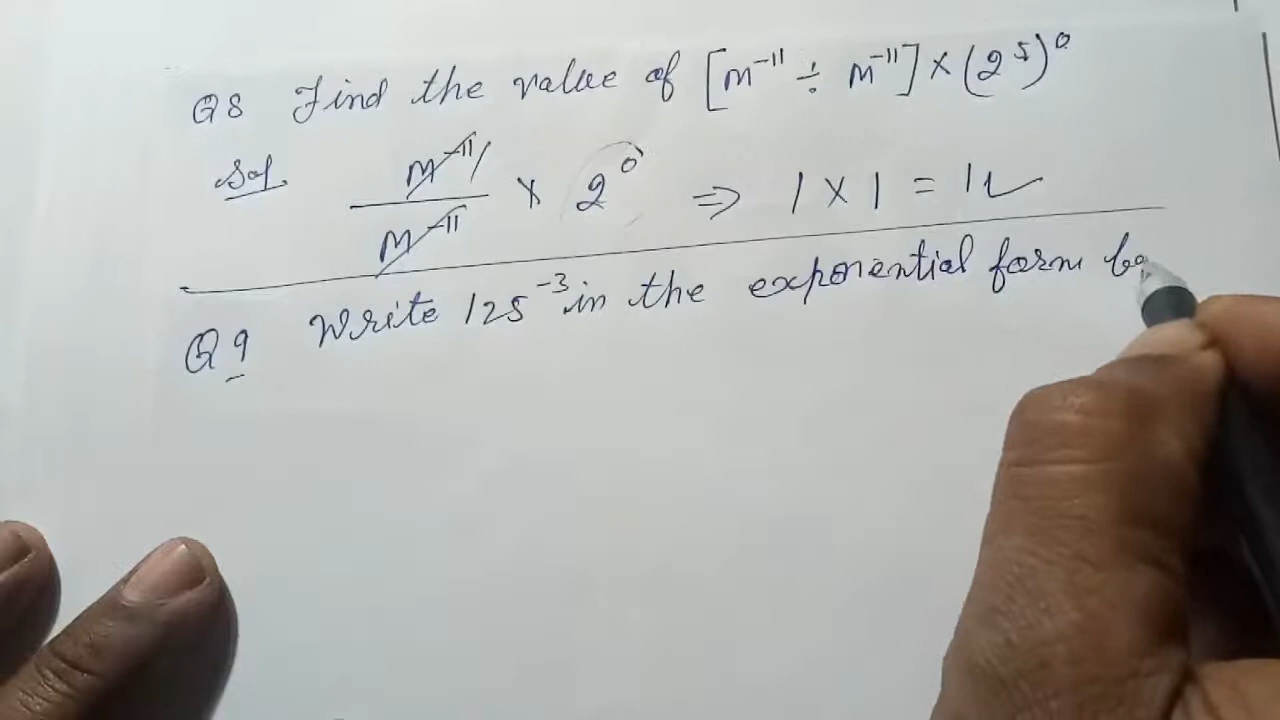 Q8 Find the value of [m⁻¹¹ ÷ m⁻¹¹] × (2⁵)⁰
Sol. m⁻¹¹/m⁻¹¹ × 2⁰ ⇒ 1 × 1 = 1
Q9 Write 125⁻³ in the exponential form